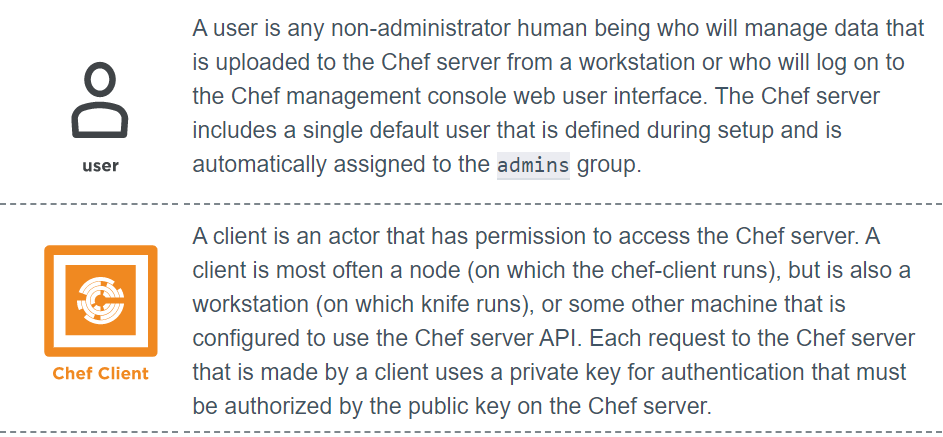 A user is any non-administrator human being who will manage data that
is uploaded to the Chef server from a workstation or who will log on to
the Chef management console web user interface. The Chef server
includes a single default user that is defined during setup and is
automatically assigned to the admins group.
user
A client is an actor that has permission to access the Chef server. A
client is most often a node (on which the chef-client runs), but is also a
workstation (on which knife runs), or some other machine that is
configured to use the Chef server API. Each request to the Chef server
that is made by a client uses a private key for authentication that must
be authorized by the public key on the Chef server.
Chef Client